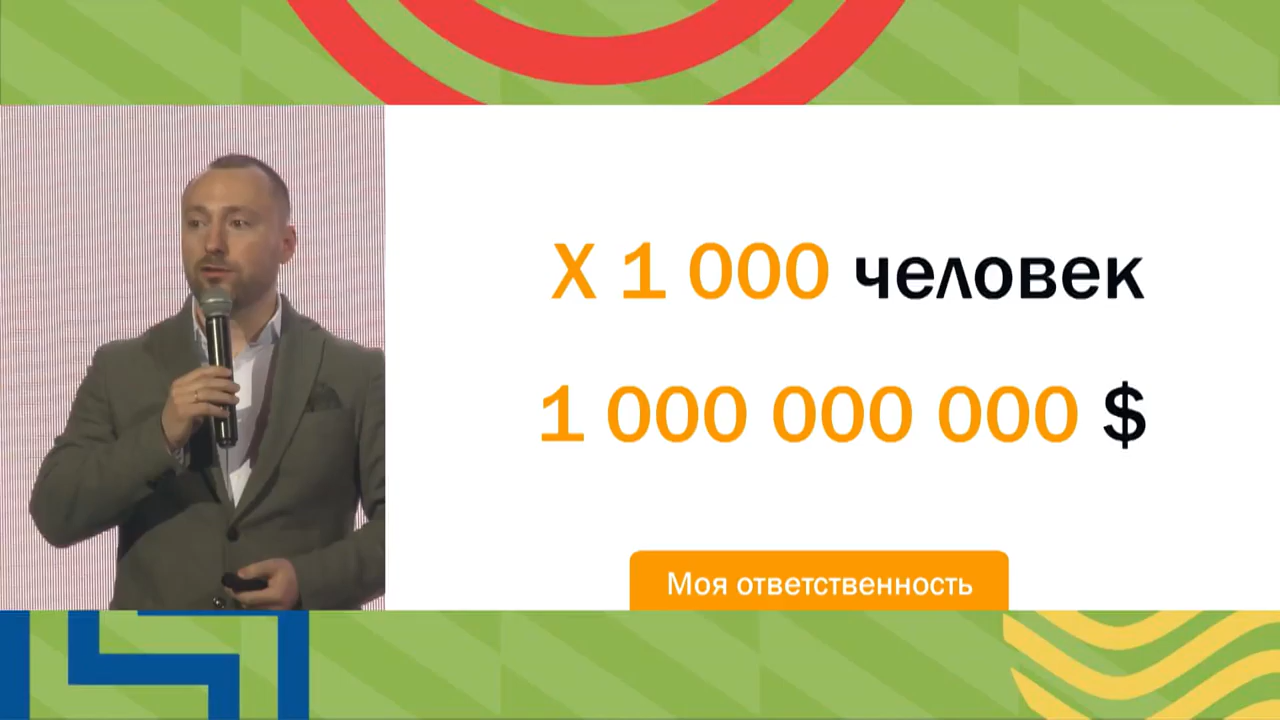 X 1 000 человек
1 000 000 000 $
Моя ответственность